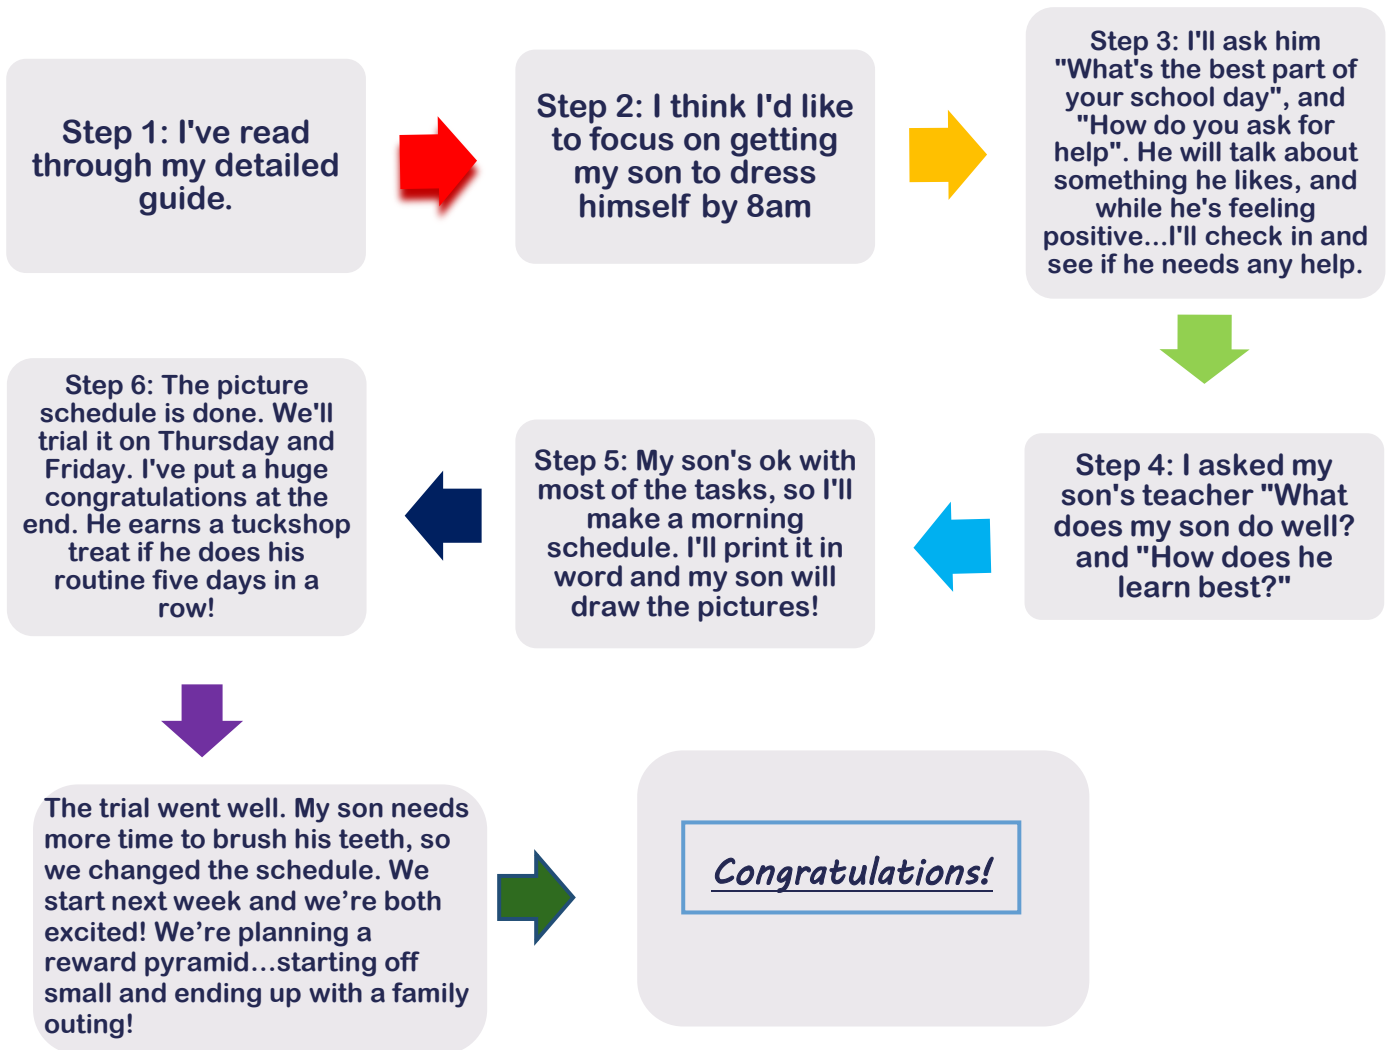 Step 1: I've read
through my detailed
guide.
Step 2: I think I'd like
to focus on getting
my son to dress
himself by 8am
Step 3: I'll ask him
"What's the best part of
your school day", and
"How do you ask for
help". He will talk about
something he likes, and
while he's feeling
positive...I'll check in and
see if he needs any help.
Step 4: I asked my
son's teacher "What
does my son do well?
and "How does he
learn best?"
Step 5: My son's ok with
most of the tasks, so I'll
make a morning
schedule. I'll print it in
word and my son will
draw the pictures!
Step 6: The picture
schedule is done. We'll
trial it on Thursday and
Friday. I've put a huge
congratulations at the
end. He earns a tuckshop
treat if he does his
routine five days in a
row!
The trial went well. My son needs
more time to brush his teeth, so
we changed the schedule. We
start next week and we’re both
excited! We’re planning a
reward pyramid...starting off
small and ending up with a family
outing!
Congratulations!